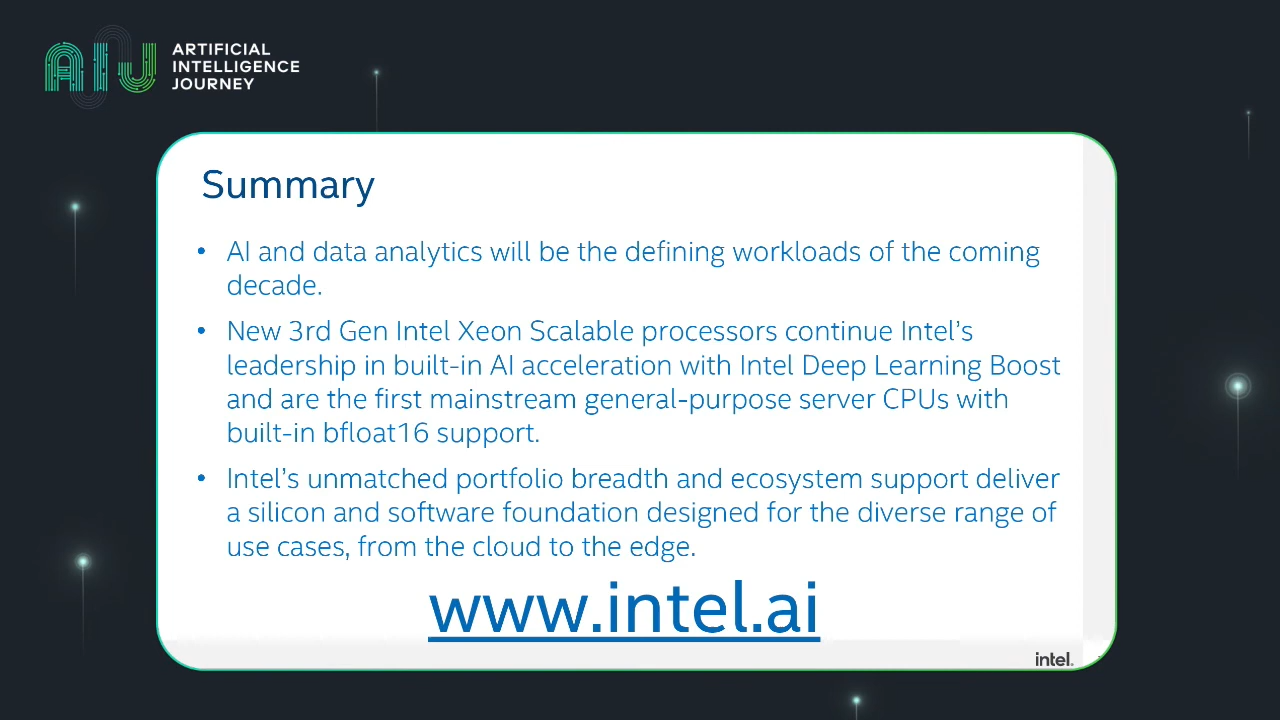 AIJ
ARTIFICIAL
INTELLIGENCE
JOURNEY
Summary
• AI and data analytics will be the defining workloads of the coming
decade.
• New 3rd Gen Intel Xeon Scalable processors continue Intel's
leadership in built-in AI acceleration with Intel Deep Learning Boost
and are the first mainstream general-purpose server CPUs with
built-in bfloat16 support.
• Intel's unmatched portfolio breadth and ecosystem support deliver
a silicon and software foundation designed for the diverse range of
use cases, from the cloud to the edge.
www.intel.ai
intel.